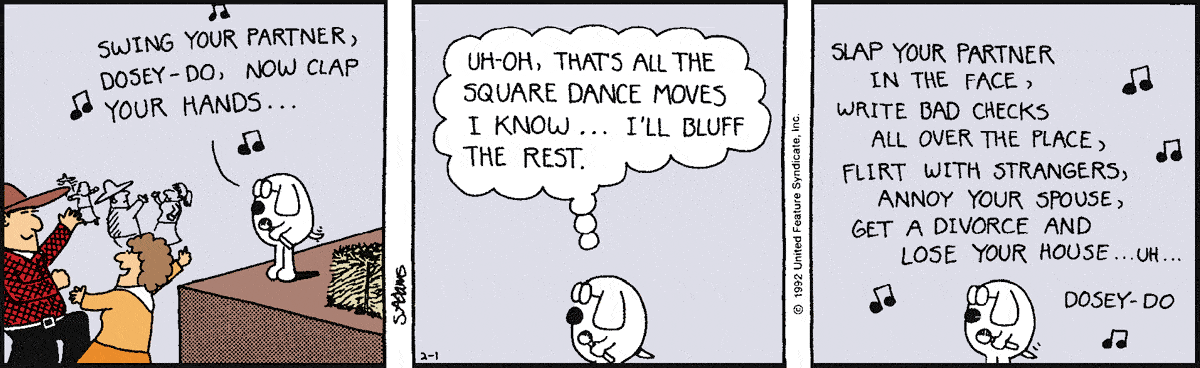 SWING YOUR PARTNER,
DOSEY-DO, NOW CLAP
YOUR HANDS...
S.Adams
UH-OH, THAT'S ALL THE
SQUARE DANCE MOVES
I KNOW... I'LL BLUFF
THE REST.
2-1
© 1992 United Feature Syndicate, Inc.
SLAP YOUR PARTNER
IN THE FACE,
WRITE BAD CHECKS
ALL OVER THE PLACE,
FLIRT WITH STRANGERS,
ANNOY YOUR SPOUSE,
GET A DIVORCE AND
LOSE YOUR HOUSE...UH...
DOSEY-DO